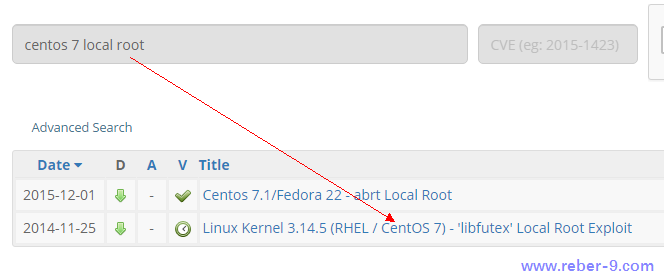 centos 7 local root
CVE (eg: 2015-1423)
Advanced Search
Date D A V Title
2015-12-01 - Centos 7.1/Fedora 22 - abrt Local Root
2014-11-25 - Linux Kernel 3.14.5 (RHEL / CentOS 7) - 'libfutex' Local Root Exploit
www.reber-9.com